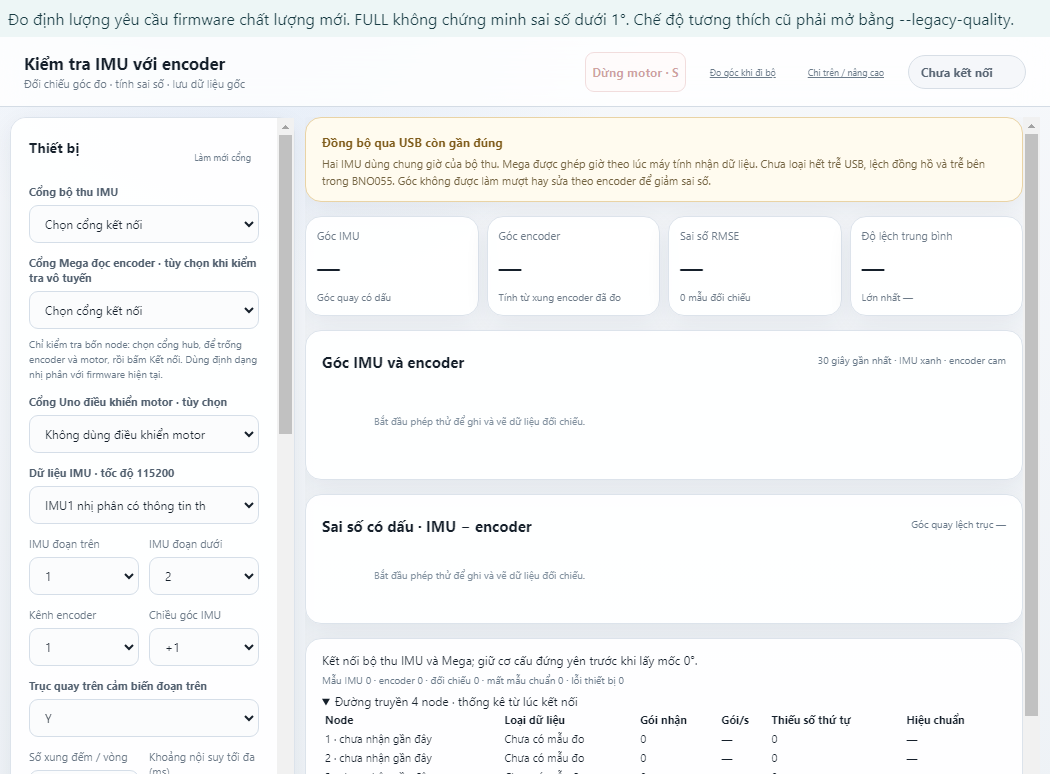 Đo định lượng yêu cầu firmware chất lượng mới. FULL không chứng minh sai số dưới 1°. Chế độ tương thích cũ phải mở bằng --legacy-quality.
Kiểm tra IMU với encoder
Đối chiếu góc đo · tính sai số · lưu dữ liệu gốc
Dừng motor · S
Đo góc khi đi bộ
Chi trên / nâng cao
Chưa kết nối
Thiết bị
Làm mới cổng
Cổng bộ thu IMU
Chọn cổng kết nối
Cổng Mega đọc encoder · tùy chọn khi kiểm
tra vô tuyến
Chọn cổng kết nối
Chỉ kiểm tra bốn node: chọn cổng hub, để trống
encoder và motor, rồi bấm Kết nối. Dùng định dạng
nhị phân với firmware hiện tại.
Cổng Uno điều khiển motor · tùy chọn
Không dùng điều khiển motor
Dữ liệu IMU · tốc độ 115200
IMU1 nhị phân có thông tin th
IMU đoạn trên
IMU đoạn dưới
1
2
Kênh encoder
Chiều góc IMU
1
+1
Trục quay trên cảm biến đoạn trên
Y
Số xung đếm / vòng
Khoảng nội suy tối đa
(ms)
Đồng bộ qua USB còn gần đúng
Hai IMU dùng chung giờ của bộ thu. Mega được ghép giờ theo lúc máy tính nhận dữ liệu. Chưa loại hết trễ USB, lệch đồng hồ và trễ bên
trong BNO055. Góc không được làm mượt hay sửa theo encoder để giảm sai số.
Góc IMU
—
Góc quay có dấu
Góc encoder
—
Tính từ xung encoder đã đo
Sai số RMSE
—
0 mẫu đối chiếu
Độ lệch trung bình
—
Lớn nhất —
Góc IMU và encoder
30 giây gần nhất · IMU xanh · encoder cam
Bắt đầu phép thử để ghi và vẽ dữ liệu đối chiếu.
Sai số có dấu · IMU − encoder
Góc quay lệch trục —
Bắt đầu phép thử để ghi và vẽ dữ liệu đối chiếu.
Kết nối bộ thu IMU và Mega; giữ cơ cấu đứng yên trước khi lấy mốc 0°.
Mẫu IMU 0 · encoder 0 · đối chiếu 0 · mất mẫu chuẩn 0 · lỗi thiết bị 0
▼ Đường truyền 4 node · thống kê từ lúc kết nối
Node Loại dữ liệu Gói nhận Gói/s Thiếu số thứ tự Hiệu chuẩn
1 · chưa nhận gần đây Chưa có mẫu đo 0 — 0 —
2 · chưa nhận gần đây Chưa có mẫu đo 0 — 0 —